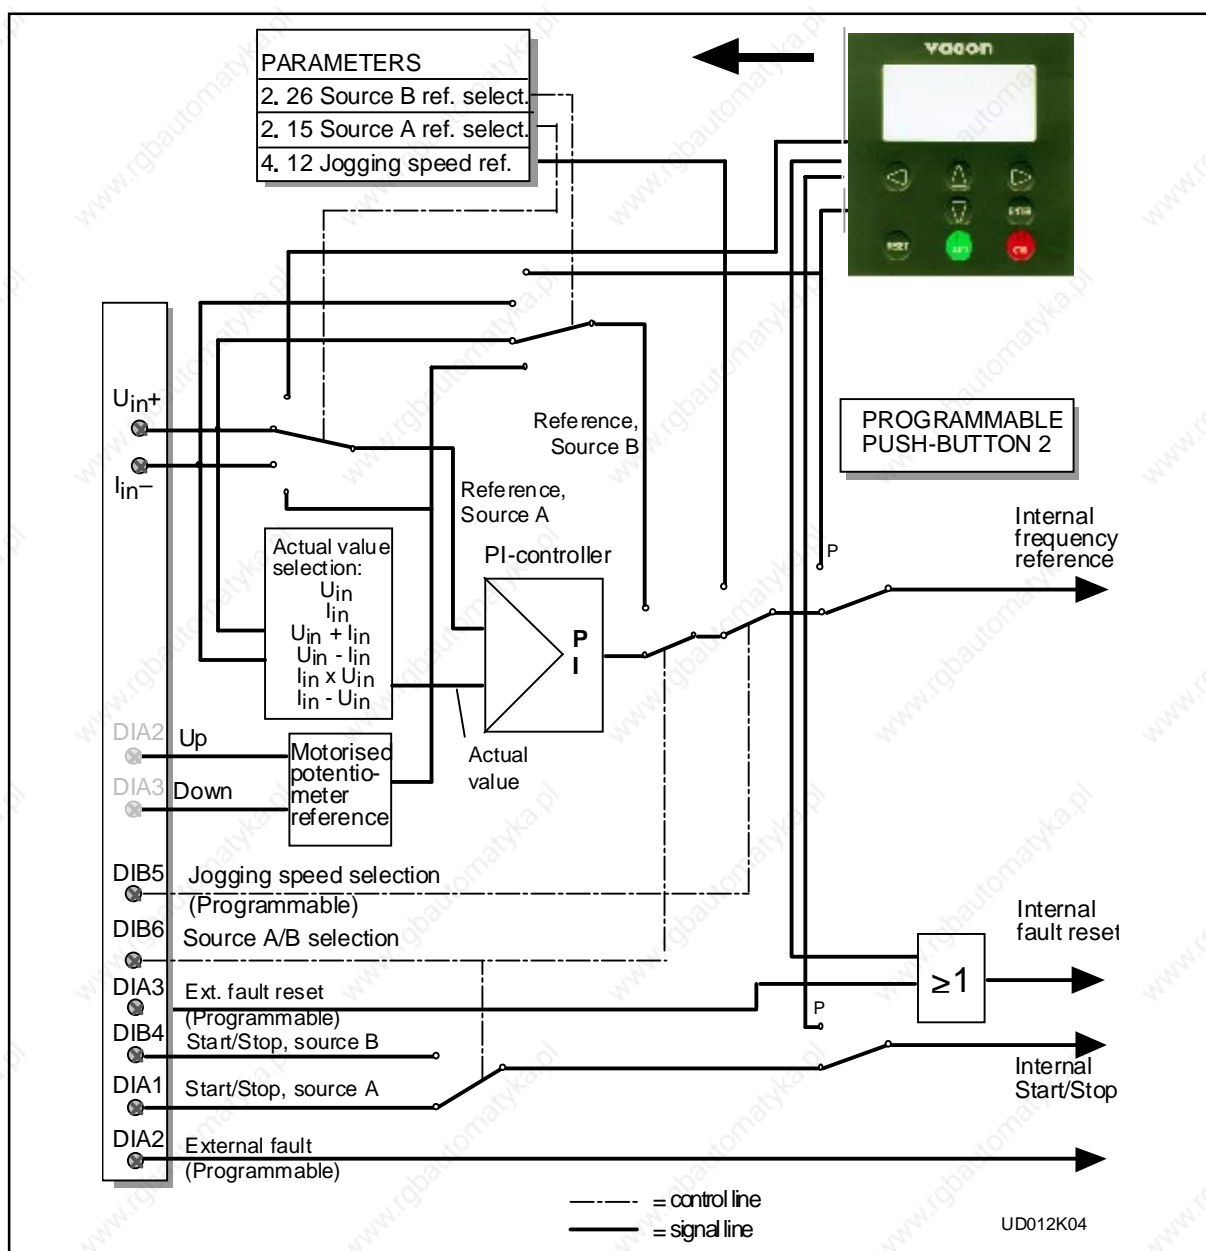 PARAMETERS
2. 26 Source B ref. select.
2. 15 Source A ref. select.
4. 12 Jogging speed ref.
vacon
RESET
PROGRAMMABLE
PUSH-BUTTON 2
Uin+
Iin−
Reference,
Source B
Reference,
Source A
Internal
frequency
reference
P
Actual value
selection:
Uin
Iin
Uin + Iin
Uin - Iin
Iin x Uin
Iin - Uin
PI-controller
P
I
Actual
value
DIA2
Up
DIA3
Down
Motorised
potentio-
meter
reference
DIB5
Jogging speed selection
(Programmable)
DIB6
Source A/B selection
DIA3
Ext. fault reset
(Programmable)
DIB4
Start/Stop, source B
DIA1
Start/Stop, source A
DIA2
External fault
(Programmable)
Internal
fault reset
≥1
P
Internal
Start/Stop
= control line
= signal line
UD012K04
www.rgbautomatyka.pl